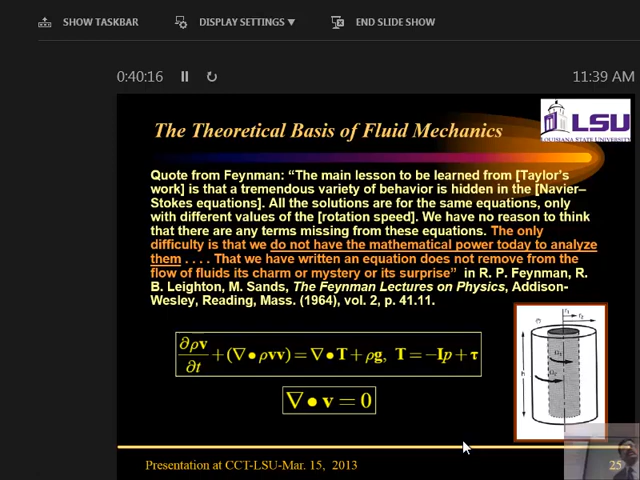 SHOW TASKBAR DISPLAY SETTINGS ▼ END SLIDE SHOW
0:40:16 11:39 AM
LSU
LOUISIANA STATE UNIVERSITY
The Theoretical Basis of Fluid Mechanics
Quote from Feynman: “The main lesson to be learned from [Taylor's
work] is that a tremendous variety of behavior is hidden in the [Navier–
Stokes equations]. All the solutions are for the same equations, only
with different values of the [rotation speed]. We have no reason to think
that there are any terms missing from these equations. The only
difficulty is that we do not have the mathematical power today to analyze
them . . . . That we have written an equation does not remove from the
flow of fluids its charm or mystery or its surprise” in R. P. Feynman, R.
B. Leighton, M. Sands, The Feynman Lectures on Physics, Addison-
Wesley, Reading, Mass. (1964), vol. 2, p. 41.11.
∂ρv/∂t + (∇•ρvv) = ∇•T + ρg, T = −Ip + τ
∇•v = 0
Presentation at CCT-LSU-Mar. 15, 2013 25